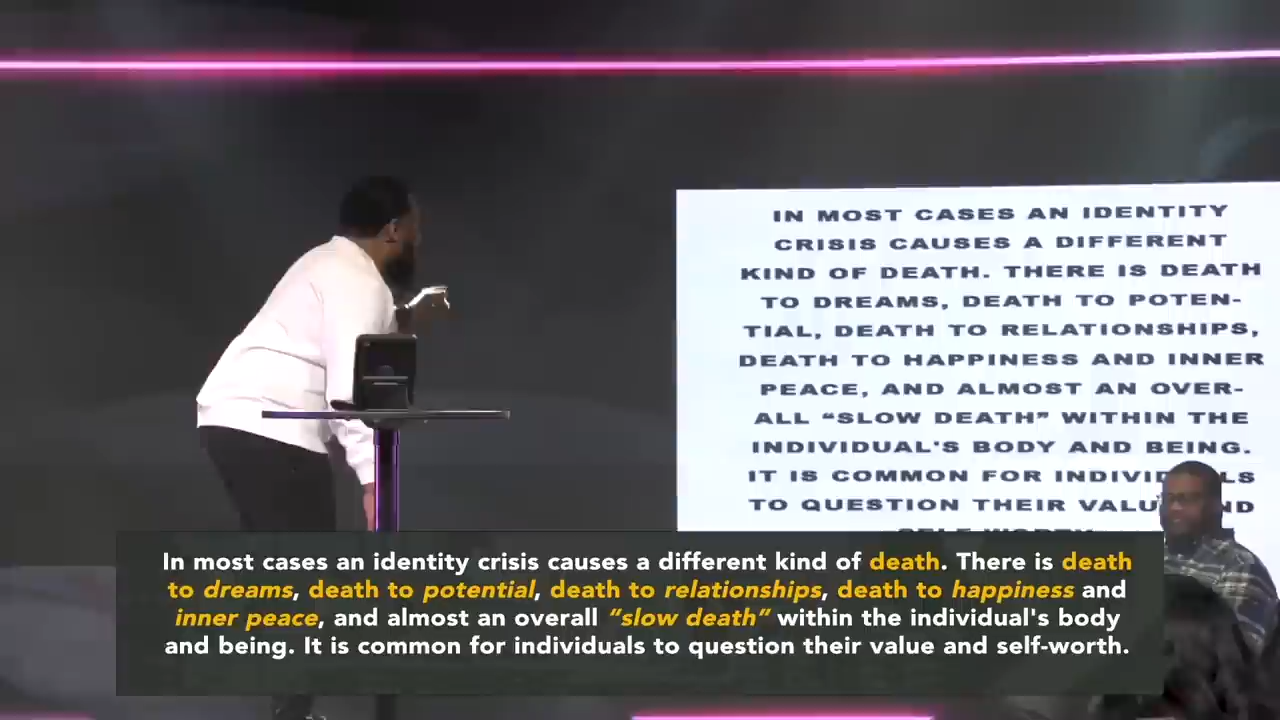 IN MOST CASES AN IDENTITY
CRISIS CAUSES A DIFFERENT
KIND OF DEATH. THERE IS DEATH
TO DREAMS, DEATH TO POTEN-
TIAL, DEATH TO RELATIONSHIPS,
DEATH TO HAPPINESS AND INNER
PEACE, AND ALMOST AN OVER-
ALL “SLOW DEATH” WITHIN THE
INDIVIDUAL'S BODY AND BEING.
IT IS COMMON FOR
TO QUESTION THEIR
In most cases an identity crisis causes a different kind of death. There is death
to dreams, death to potential, death to relationships, death to happiness and
inner peace, and almost an overall “slow death” within the individual's body
and being. It is common for individuals to question their value and self-worth.